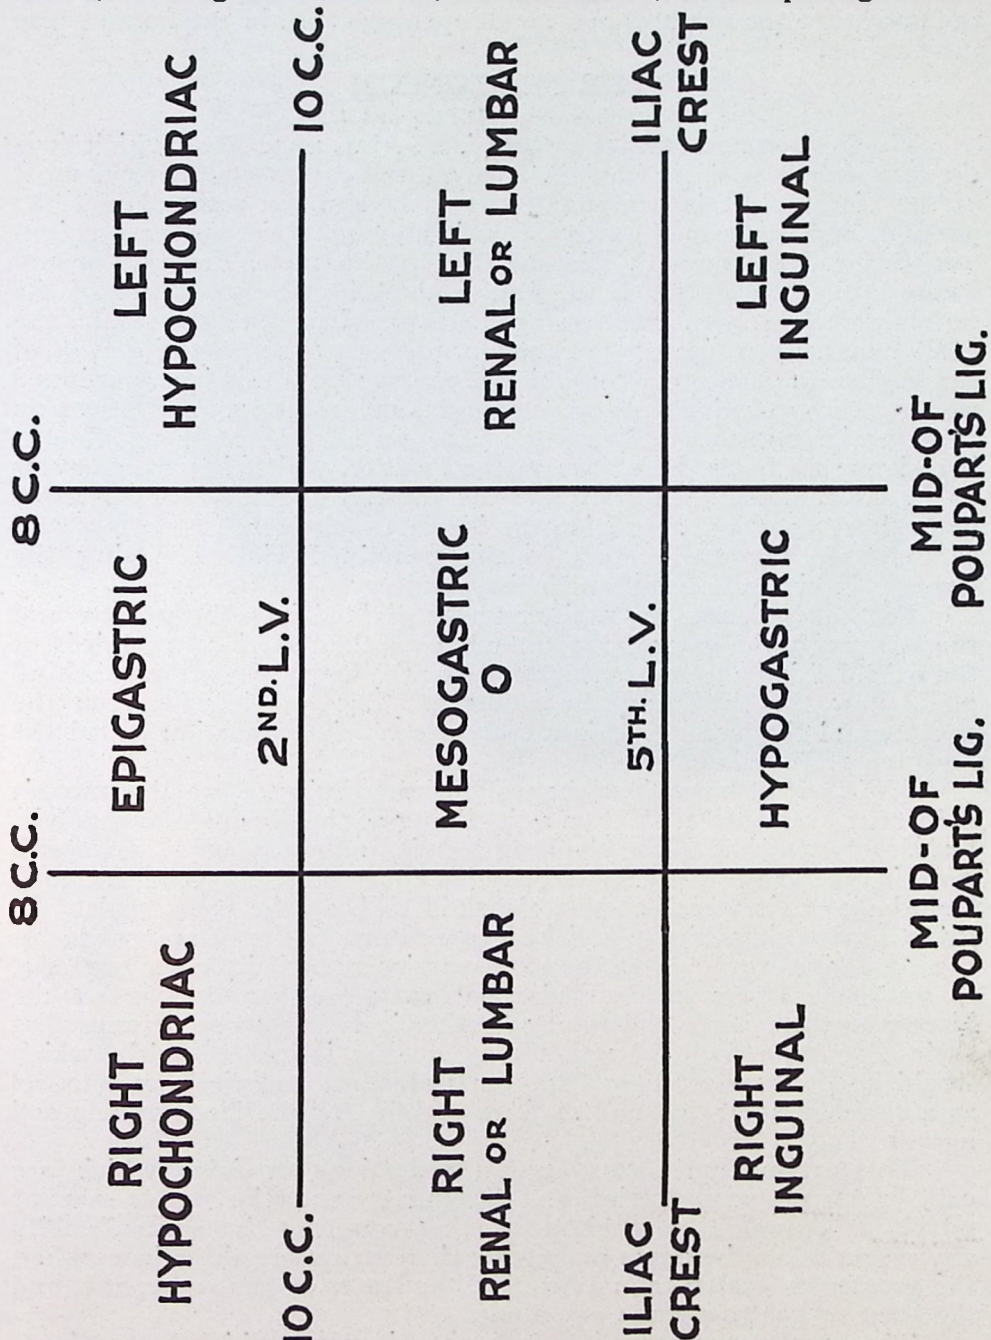 8 C.C.
8 C.C.
RIGHT
HYPOCHONDRIAC
EPIGASTRIC
LEFT
HYPOCHONDRIAC
2ND. L.V.
10 C.C.
10 C.C.
RIGHT
RENAL OR LUMBAR
MESOGASTRIC
O
LEFT
RENAL OR LUMBAR
5TH. L.V.
ILIAC
CREST
ILIAC
CREST
RIGHT
INGUINAL
HYPOGASTRIC
LEFT
INGUINAL
MID-OF
POUPART'S LIG.
MID-OF
POUPART'S LIG.